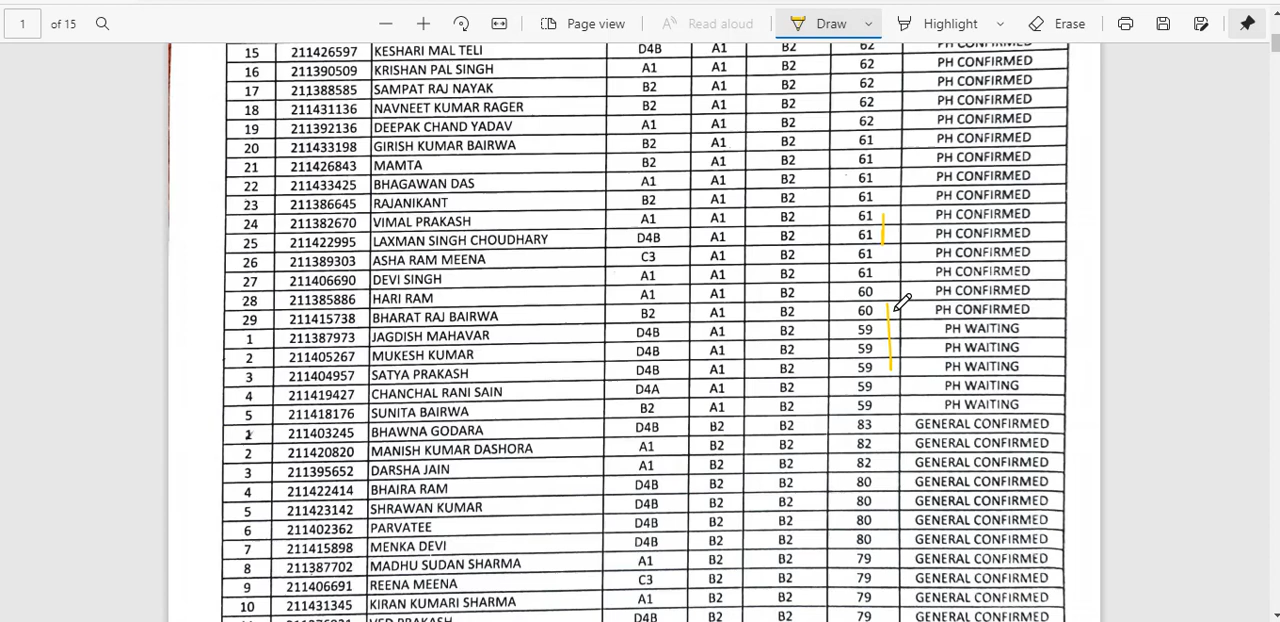 1 of 15 Page view Read aloud Draw Highlight Erase
15 211426597 KESHARI MAL TELI D4B A1 B2 62 PH CONFIRMED
16 211390509 KRISHAN PAL SINGH A1 A1 B2 62 PH CONFIRMED
17 211388585 SAMPAT RAJ NAYAK B2 A1 B2 62 PH CONFIRMED
18 211431136 NAVNEET KUMAR RAGER B2 A1 B2 62 PH CONFIRMED
19 211392136 DEEPAK CHAND YADAV A1 A1 B2 62 PH CONFIRMED
20 211433198 GIRISH KUMAR BAIRWA B2 A1 B2 61 PH CONFIRMED
21 211426843 MAMTA B2 A1 B2 61 PH CONFIRMED
22 211433425 BHAGAWAN DAS A1 A1 B2 61 PH CONFIRMED
23 211386645 RAJANIKANT B2 A1 B2 61 PH CONFIRMED
24 211382670 VIMAL PRAKASH A1 A1 B2 61 PH CONFIRMED
25 211422995 LAXMAN SINGH CHOUDHARY D4B A1 B2 61 PH CONFIRMED
26 211389303 ASHA RAM MEENA C3 A1 B2 61 PH CONFIRMED
27 211406690 DEVI SINGH A1 A1 B2 61 PH CONFIRMED
28 211385886 HARI RAM A1 A1 B2 60 PH CONFIRMED
29 211415738 BHARAT RAJ BAIRWA B2 A1 B2 60 PH CONFIRMED
1 211387973 JAGDISH MAHAVAR D4B A1 B2 59 PH WAITING
2 211405267 MUKESH KUMAR D4B A1 B2 59 PH WAITING
3 211404957 SATYA PRAKASH D4B A1 B2 59 PH WAITING
4 211419427 CHANCHAL RANI SAIN D4A A1 B2 59 PH WAITING
5 211418176 SUNITA BAIRWA B2 A1 B2 59 PH WAITING
1 211403245 BHAWNA GODARA D4B B2 B2 83 GENERAL CONFIRMED
2 211420820 MANISH KUMAR DASHORA A1 B2 B2 82 GENERAL CONFIRMED
3 211395652 DARSHA JAIN A1 B2 B2 82 GENERAL CONFIRMED
4 211422414 BHAIRA RAM D4B B2 B2 80 GENERAL CONFIRMED
5 211423142 SHRAWAN KUMAR D4B B2 B2 80 GENERAL CONFIRMED
6 211402362 PARVATEE D4B B2 B2 80 GENERAL CONFIRMED
7 211415898 MENKA DEVI D4B B2 B2 80 GENERAL CONFIRMED
8 211387702 MADHU SUDAN SHARMA A1 B2 B2 79 GENERAL CONFIRMED
9 211406691 REENA MEENA C3 B2 B2 79 GENERAL CONFIRMED
10 211431345 KIRAN KUMARI SHARMA A1 B2 B2 79 GENERAL CONFIRMED
VED PRAKASH D4B B2 B2 79 GENERAL CONFIRMED